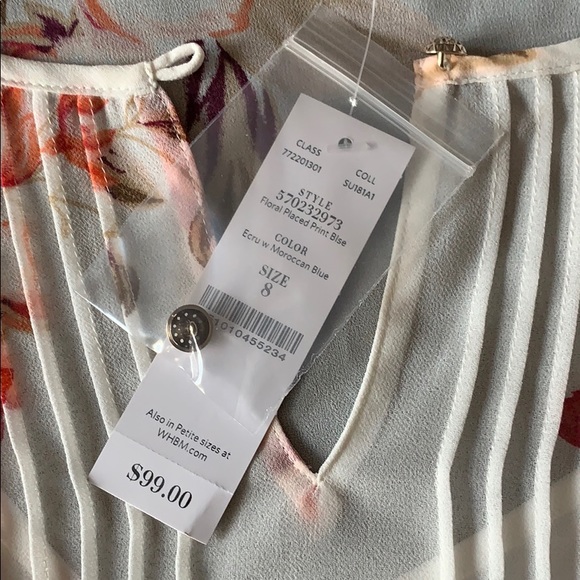 CLASS
772201301
COLL
SU181A1
STYLE
570232973
Floral Placed Print Blse
COLOR
Ecru w Moroccan Blue
SIZE
8
1010455234
Also in Petite sizes at
WHBM.com
$99.00